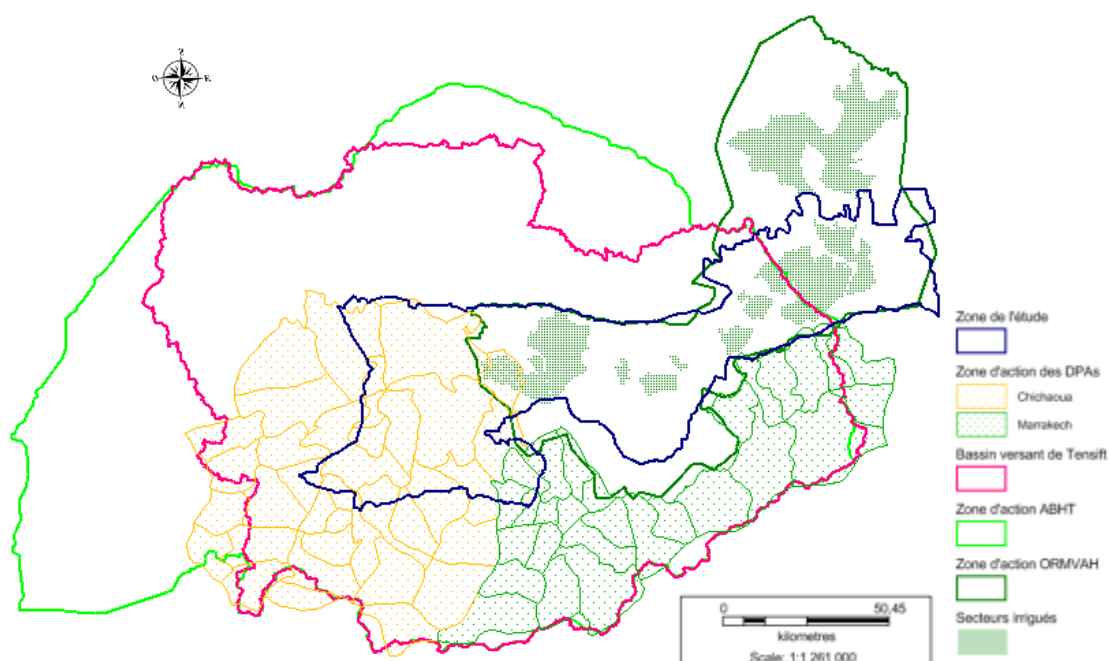 N
O E
N
Zone de l'étude
Zone d'action des DPAs
Chichaoua
Marrakech
Bassin versant de Tensift
Zone d'action ABHT
Zone d'action ORMVAH
Secteurs irrigués
0 50,45
kilometres
Scale: 1:1 261 000